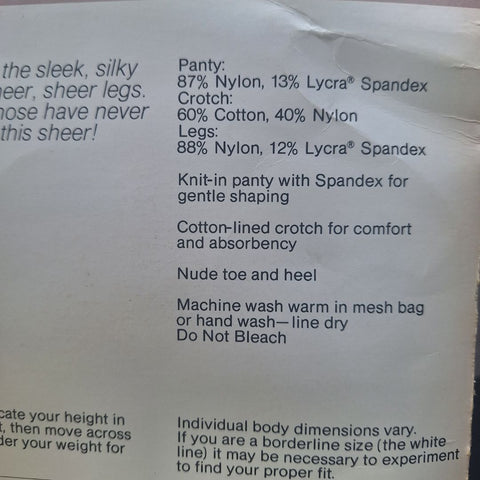 the sleek, silky
sheer legs.
have never
this sheer!
Panty:
87% Nylon, 13% Lycra® Spandex
Crotch:
60% Cotton, 40% Nylon
Legs:
88% Nylon, 12% Lycra® Spandex
Knit-in panty with Spandex for
gentle shaping
Cotton-lined crotch for comfort
and absorbency
Nude toe and heel
Machine wash warm in mesh bag
or hand wash—line dry
Do Not Bleach
your height in
then move across
your weight for
Individual body dimensions vary.
If you are a borderline size (the white
line) it may be necessary to experiment
to find your proper fit.